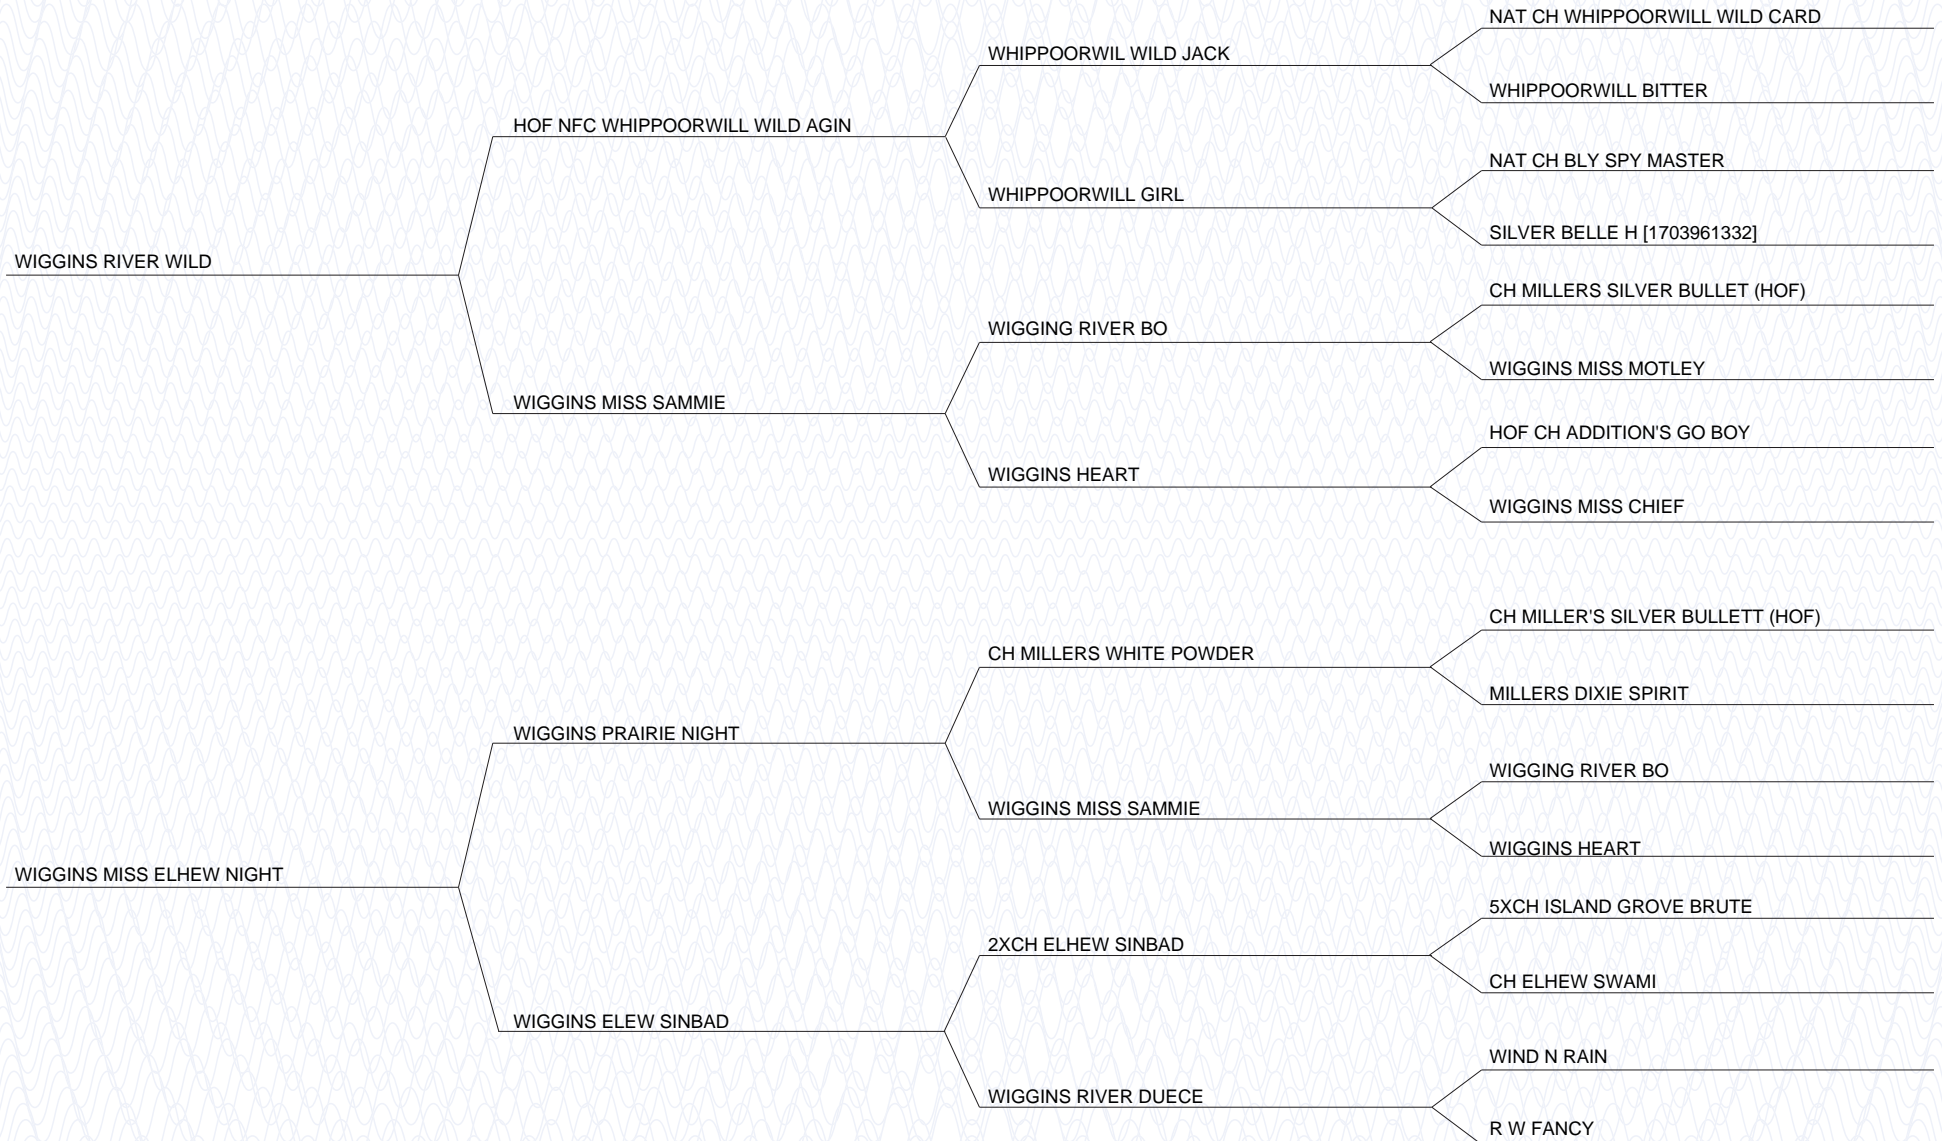 NAT CH WHIPPOORWILL WILD CARD
WHIPPOORWIL WILD JACK
WHIPPOORWILL BITTER
HOF NFC WHIPPOORWILL WILD AGIN
NAT CH BLY SPY MASTER
WHIPPOORWILL GIRL
SILVER BELLE H [1703961332]
WIGGINS RIVER WILD
CH MILLERS SILVER BULLET (HOF)
WIGGING RIVER BO
WIGGINS MISS MOTLEY
WIGGINS MISS SAMMIE
HOF CH ADDITION'S GO BOY
WIGGINS HEART
WIGGINS MISS CHIEF
CH MILLER'S SILVER BULLETT (HOF)
CH MILLERS WHITE POWDER
MILLERS DIXIE SPIRIT
WIGGINS PRAIRIE NIGHT
WIGGING RIVER BO
WIGGINS MISS SAMMIE
WIGGINS HEART
WIGGINS MISS ELHEW NIGHT
5XCH ISLAND GROVE BRUTE
2XCH ELHEW SINBAD
CH ELHEW SWAMI
WIGGINS ELEW SINBAD
WIND N RAIN
WIGGINS RIVER DUECE
R W FANCY